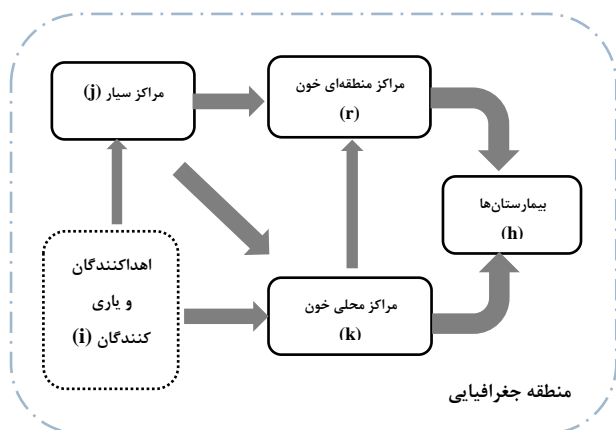 مراکز سیار (j)
مراکز منطقه‌ای خون
(r)
بیمارستان‌ها
(h)
اهداکنندگان
و یاری
کنندگان (i)
مراکز محلی خون
(k)
منطقه جغرافیایی